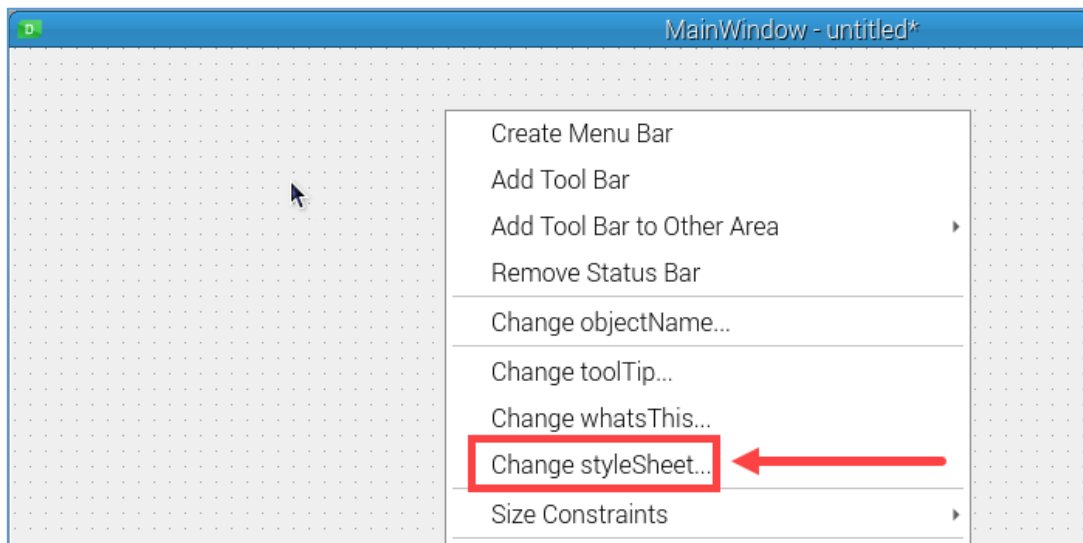 D
MainWindow - untitled*
Create Menu Bar
Add Tool Bar
Add Tool Bar to Other Area
Remove Status Bar
Change objectName...
Change toolTip...
Change whatsThis...
Change styleSheet...
Size Constraints